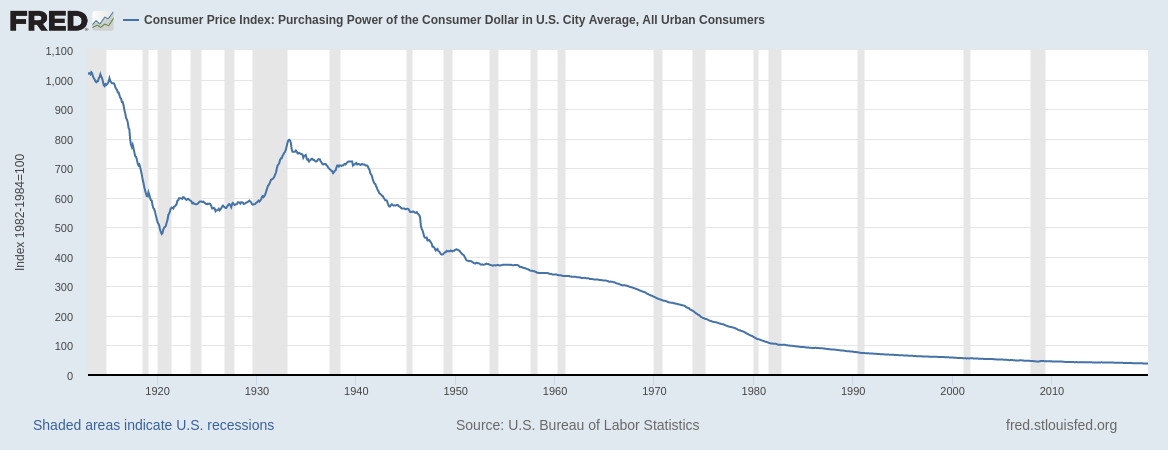 FRED
Consumer Price Index: Purchasing Power of the Consumer Dollar in U.S. City Average, All Urban Consumers
Index 1982-1984=100
1,100
1,000
900
800
700
600
500
400
300
200
100
0
1920 1930 1940 1950 1960 1970 1980 1990 2000 2010
Shaded areas indicate U.S. recessions Source: U.S. Bureau of Labor Statistics fred.stlouisfed.org